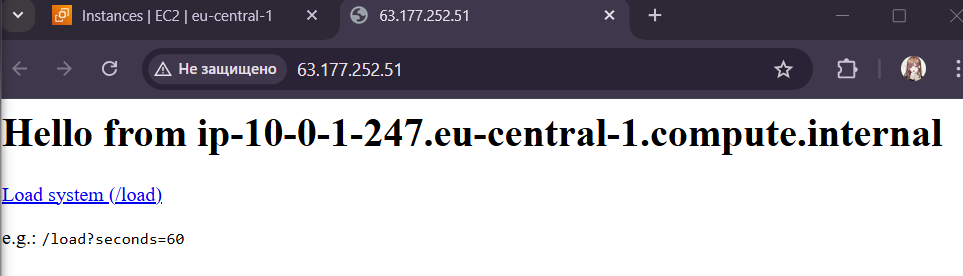 Instances | EC2 | eu-central-1
63.177.252.51
Не защищено
63.177.252.51
Hello from ip-10-0-1-247.eu-central-1.compute.internal
Load system (/load)
e.g.: /load?seconds=60